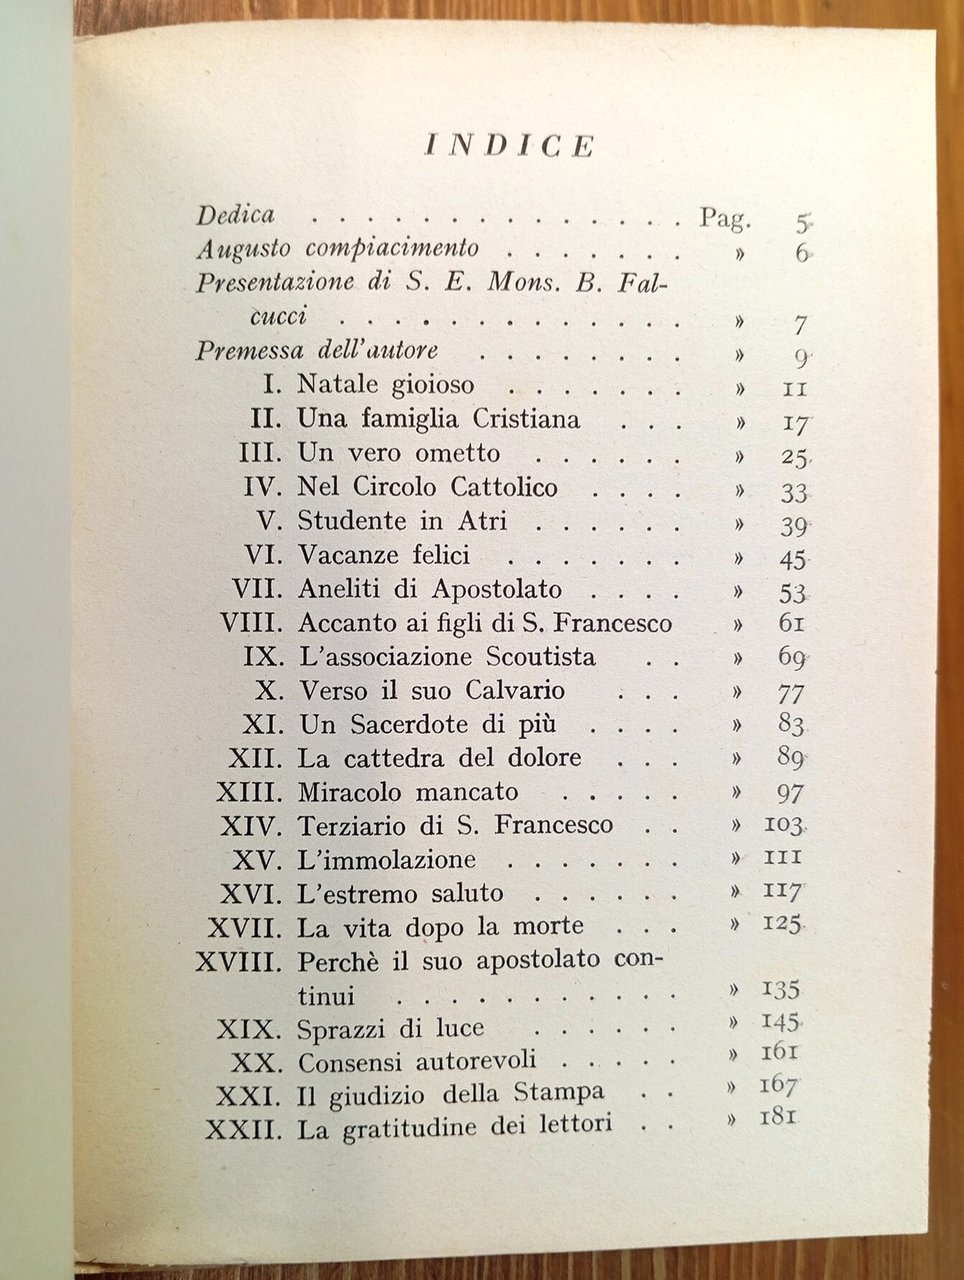 INDICE
Dedica . . . . . . . . . . . . . . Pag. 5
Augusto compiacimento . . . . . . . » 6
Presentazione di S. E. Mons. B. Fal-
cucci . . . . . . . . . . . . . » 7
Premessa dell'autore . . . . . . . . » 9
I. Natale gioioso . . . . . . . » 11
II. Una famiglia Cristiana . . . » 17
III. Un vero ometto . . . . . . » 25
IV. Nel Circolo Cattolico . . . . » 33
V. Studente in Atri . . . . . . » 39
VI. Vacanze felici . . . . . . . » 45
VII. Aneliti di Apostolato . . . . » 53
VIII. Accanto ai figli di S. Francesco » 61
IX. L'associazione Scoutista . . » 69
X. Verso il suo Calvario . . . » 77
XI. Un Sacerdote di più . . . . » 83
XII. La cattedra del dolore . . . » 89
XIII. Miracolo mancato . . . . . » 97
XIV. Terziario di S. Francesco . . » 103
XV. L'immolazione . . . . . . . » 111
XVI. L'estremo saluto . . . . . . » 117
XVII. La vita dopo la morte . . . » 125
XVIII. Perchè il suo apostolato con-
tinui . . . . . . . . . . . » 135
XIX. Sprazzi di luce . . . . . . » 145
XX. Consensi autorevoli . . . . . » 161
XXI. Il giudizio della Stampa . . » 167
XXII. La gratitudine dei lettori . . » 181